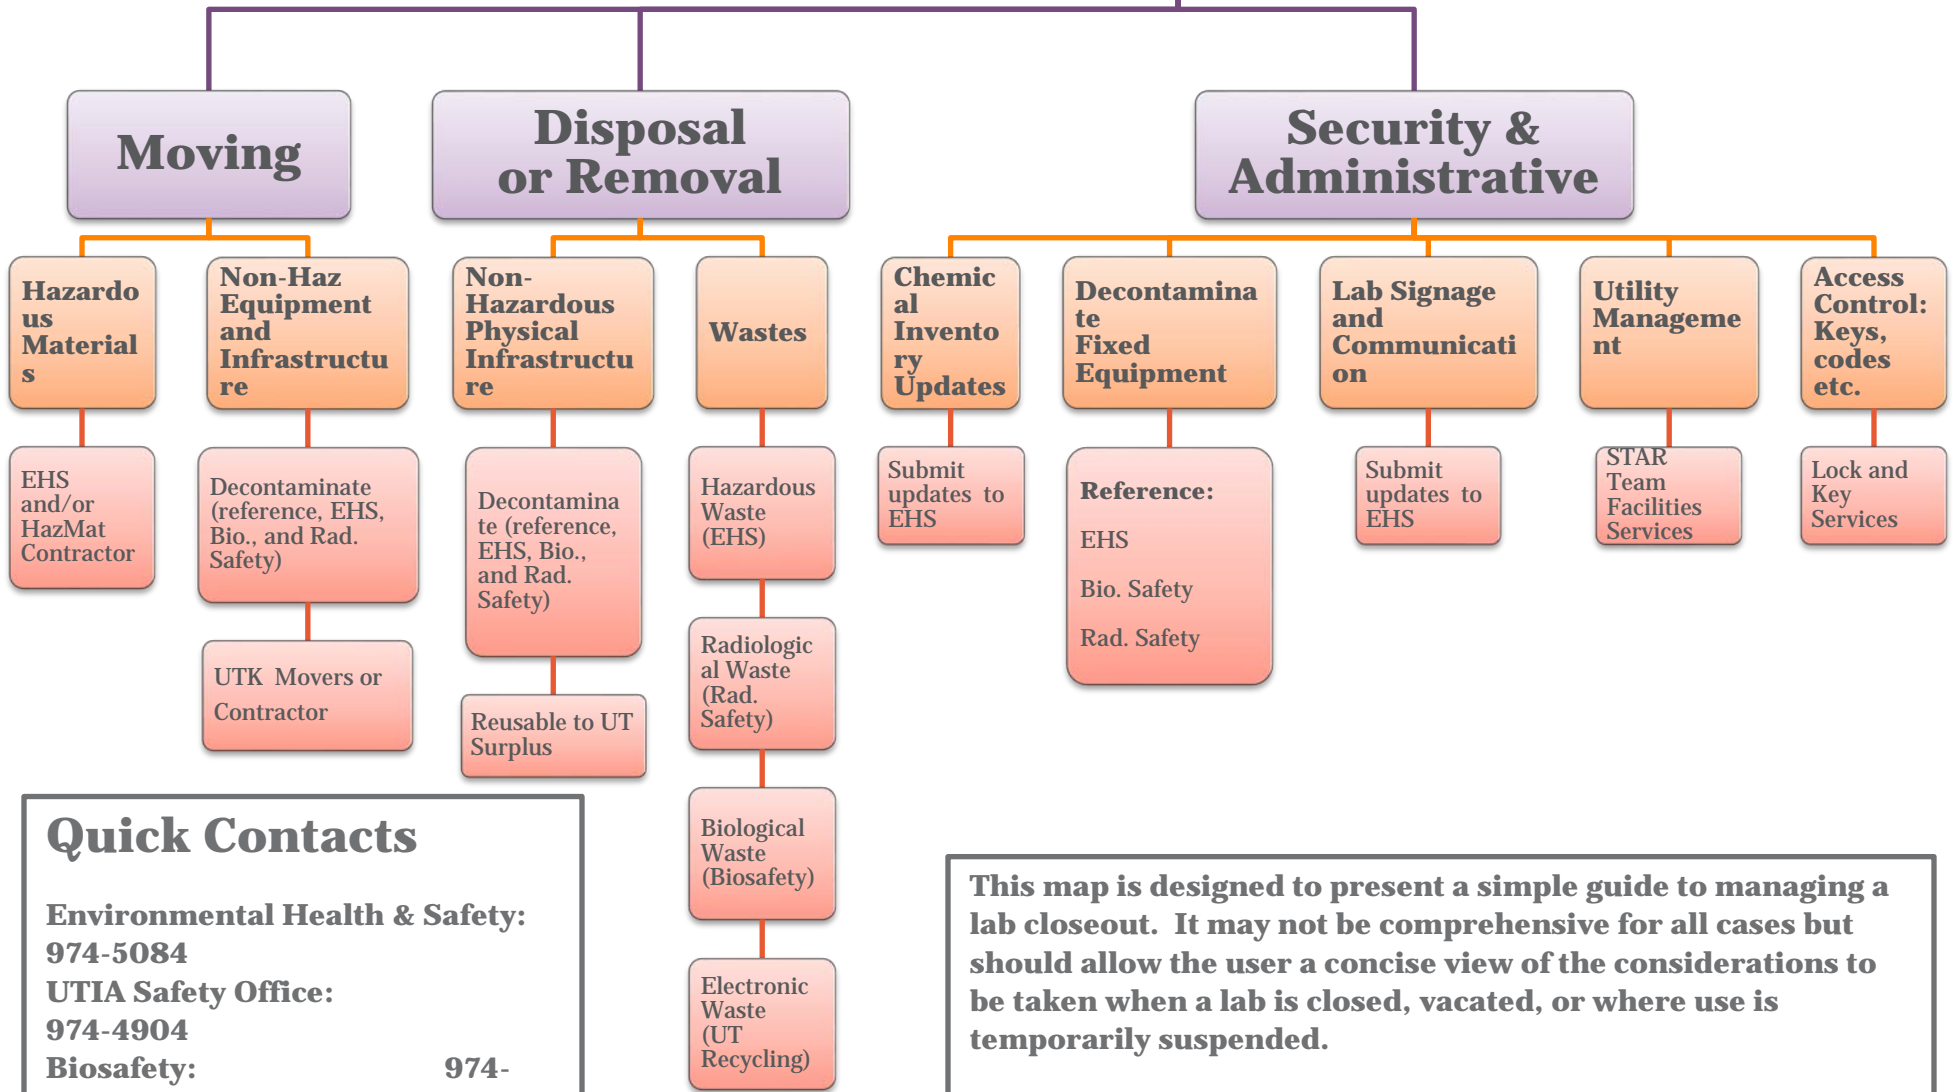 Moving
Disposal
or Removal
Security &
Administrative
Hazardo
us
Material
s
Non-Haz
Equipment
and
Infrastructu
re
Non-
Hazardous
Physical
Infrastructu
re
Wastes
Chemic
al
Invento
ry
Updates
Decontamina
te
Fixed
Equipment
Lab Signage
and
Communicati
on
Utility
Manageme
nt
Access
Control:
Keys,
codes
etc.
EHS
and/or
HazMat
Contractor
Decontaminate
(reference, EHS,
Bio., and Rad.
Safety)
UTK Movers or
Contractor
Decontamina
te (reference,
EHS, Bio.,
and Rad.
Safety)
Reusable to UT
Surplus
Hazardous
Waste
(EHS)
Radiologic
al Waste
(Rad.
Safety)
Biological
Waste
(Biosafety)
Electronic
Waste
(UT
Recycling)
Submit
updates to
EHS
Reference:
EHS
Bio. Safety
Rad. Safety
Submit
updates to
EHS
STAR
Team
Facilities
Services
Lock and
Key
Services
Quick Contacts
Environmental Health & Safety:
974-5084
UTIA Safety Office:
974-4904
Biosafety: 974-
This map is designed to present a simple guide to managing a
lab closeout. It may not be comprehensive for all cases but
should allow the user a concise view of the considerations to
be taken when a lab is closed, vacated, or where use is
temporarily suspended.